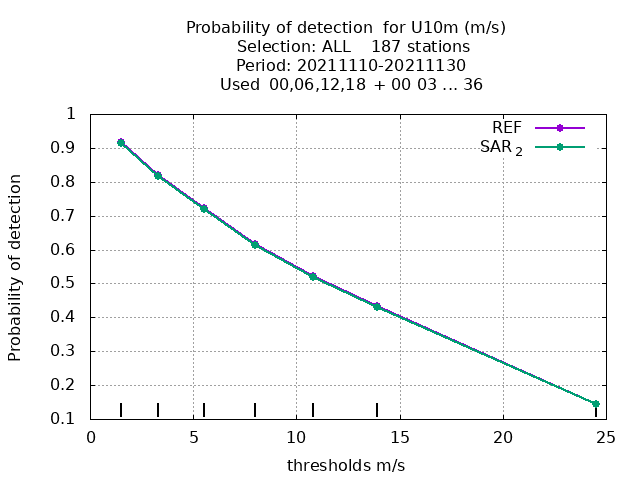 Probability of detection for U10m (m/s)
Selection: ALL 187 stations
Period: 20211110-20211130
Used 00,06,12,18 + 00 03 ... 36
REF
SAR 2
1
0.9
0.8
0.7
0.6
0.5
0.4
0.3
0.2
0.1
Probability of detection
0 5 10 15 20 25
thresholds m/s